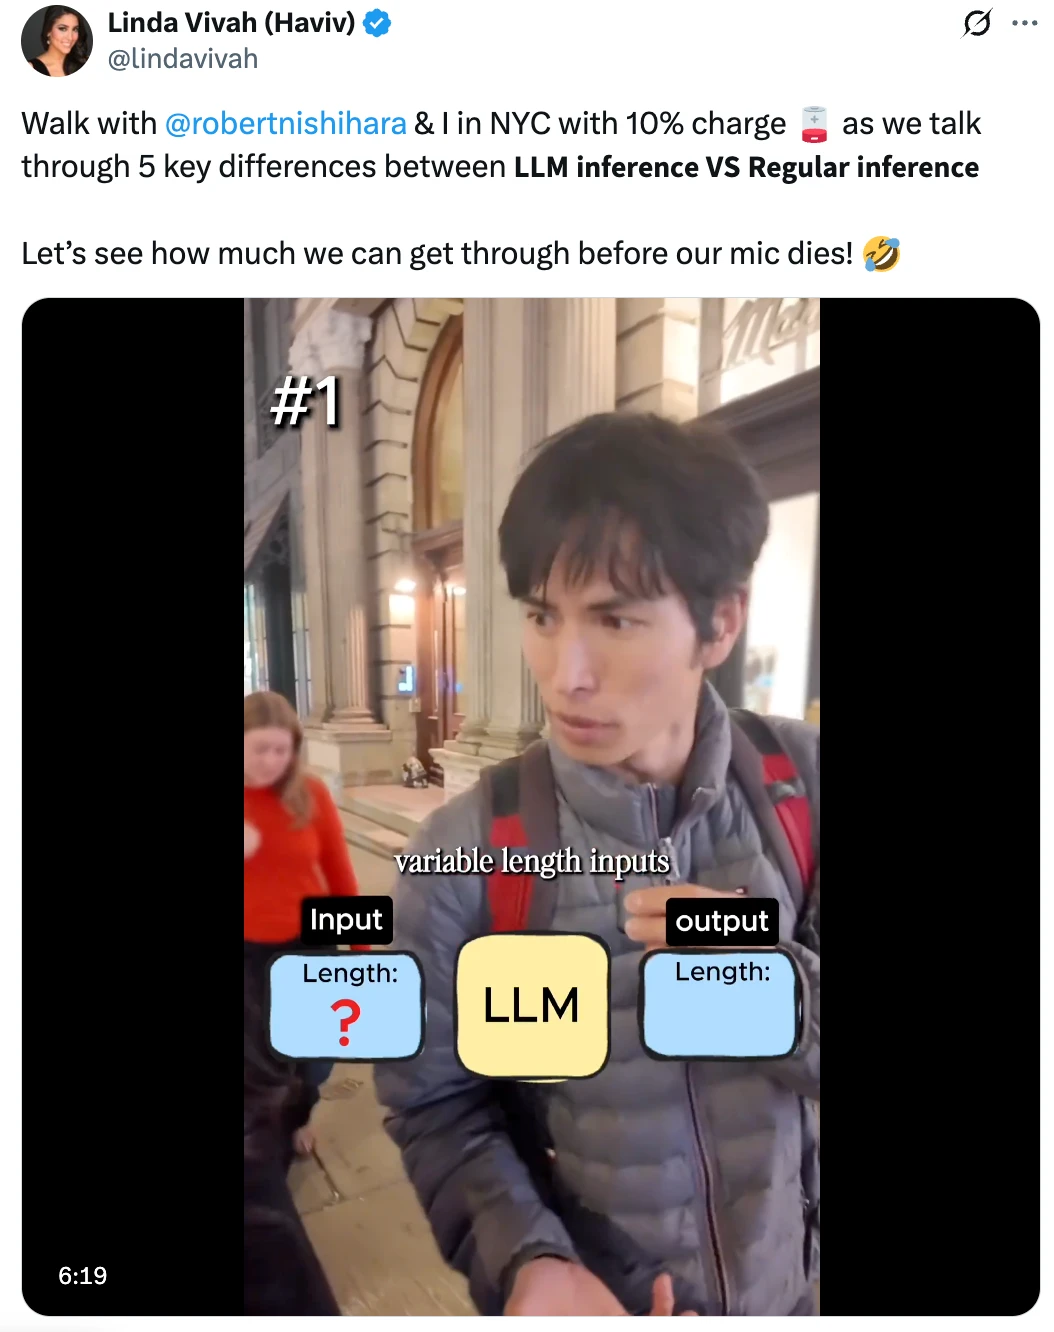 Linda Vivah (Haviv)
@lindavivah
Walk with @robertnishihara & I in NYC with 10% charge 🪫 as we talk
through 5 key differences between LLM inference VS Regular inference
Let's see how much we can get through before our mic dies! 🤣
#1
variable length inputs
Input
output
Length:
?
LLM
Length:
6:19